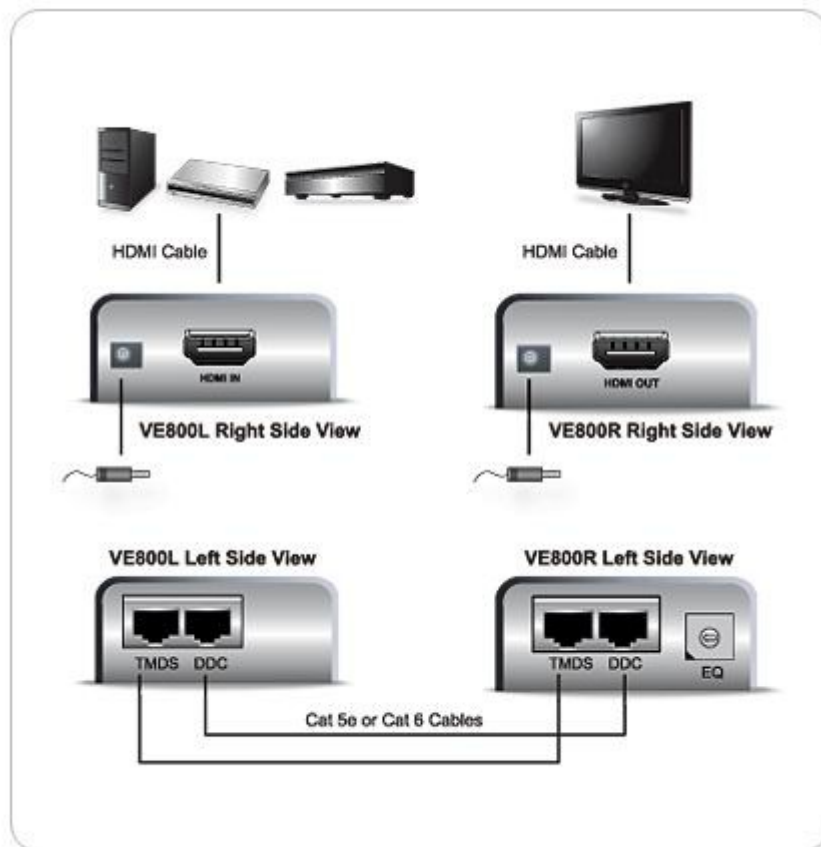 HDMI Cable
HDMI Cable
HDMI IN
HDMI OUT
VE800L Right Side View
VE800R Right Side View
VE800L Left Side View
VE800R Left Side View
TMDS DDC
TMDS DDC
EQ
Cat 5e or Cat 6 Cables